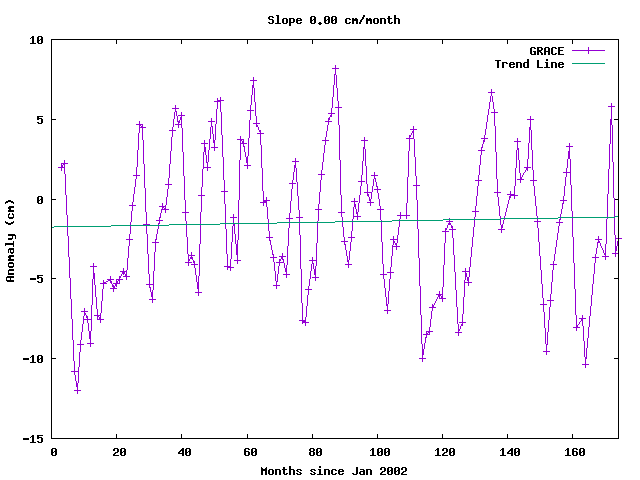 Slope 0.00 cm/month
GRACE
Trend Line
Anomaly (cm)
10
5
0
-5
-10
-15
0 20 40 60 80 100 120 140 160
Months since Jan 2002